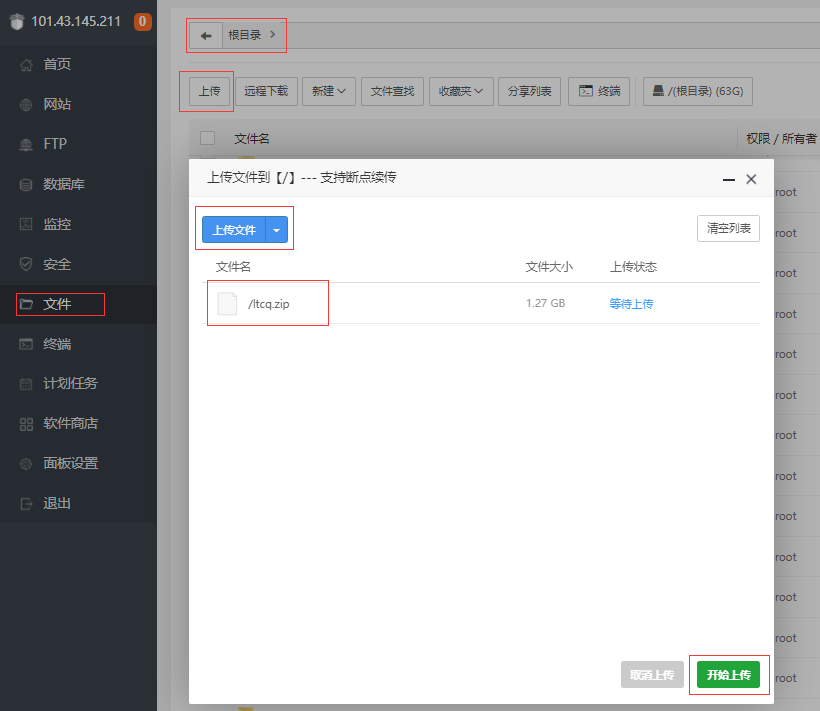 101.43.145.211 0
首页
网站
FTP
数据库
监控
安全
文件
终端
计划任务
软件商店
面板设置
退出
根目录
上传 远程下载 新建 文件查找 收藏夹 分享列表 终端 /(根目录) (63G)
文件名 权限 / 所有者
上传文件到【/】--- 支持断点续传
上传文件 清空列表
文件名 文件大小 上传状态
/ltcq.zip 1.27 GB 等待上传
取消上传 开始上传
root
root
root
root
root
root
root
root
root
root
root
root
root